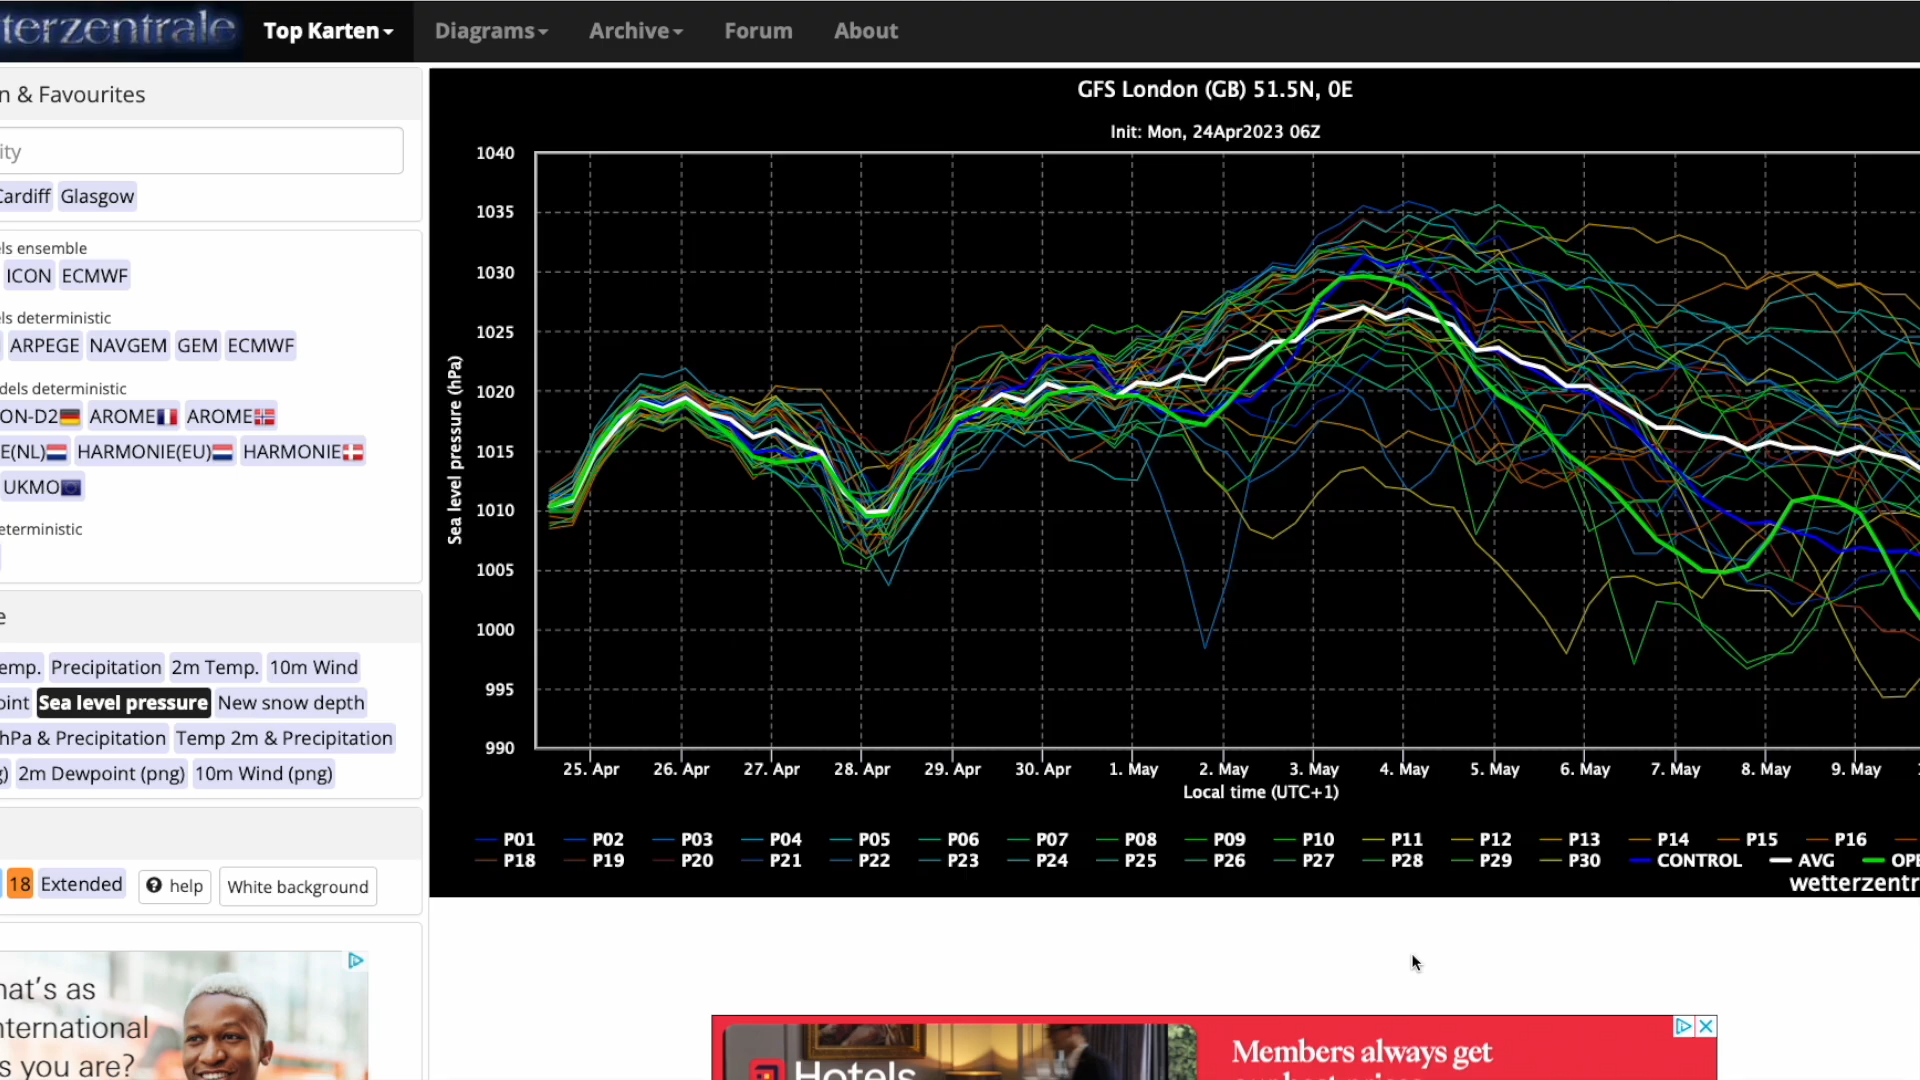 terzentrale
Top Karten
Diagrams
Archive
Forum
About
n & Favourites
ity
Cardiff Glasgow
ls ensemble
ICON ECMWF
ls deterministic
ARPEGE NAVGEM GEM ECMWF
dels deterministic
ON-D2 AROME AROME
E(NL) HARMONIE(EU) HARMONIE
UKMO
eterministic
e
emp. Precipitation 2m Temp. 10m Wind
oint Sea level pressure New snow depth
hPa & Precipitation Temp 2m & Precipitation
) 2m Dewpoint (png) 10m Wind (png)
18 Extended help White background
hat's as
nternational
s you are?
GFS London (GB) 51.5N, 0E
Init: Mon, 24Apr2023 06Z
1040
1035
1030
1025
1020
1015
1010
1005
1000
995
990
Sea level pressure (hPa)
25. Apr 26. Apr 27. Apr 28. Apr 29. Apr 30. Apr 1. May 2. May 3. May 4. May 5. May 6. May 7. May 8. May 9. May 1
Local time (UTC+1)
P01 P02 P03 P04 P05 P06 P07 P08 P09 P10 P11 P12 P13 P14 P15 P16
P18 P19 P20 P21 P22 P23 P24 P25 P26 P27 P28 P29 P30 CONTROL AVG OPE
wetterzentr
Hotels
Members always get